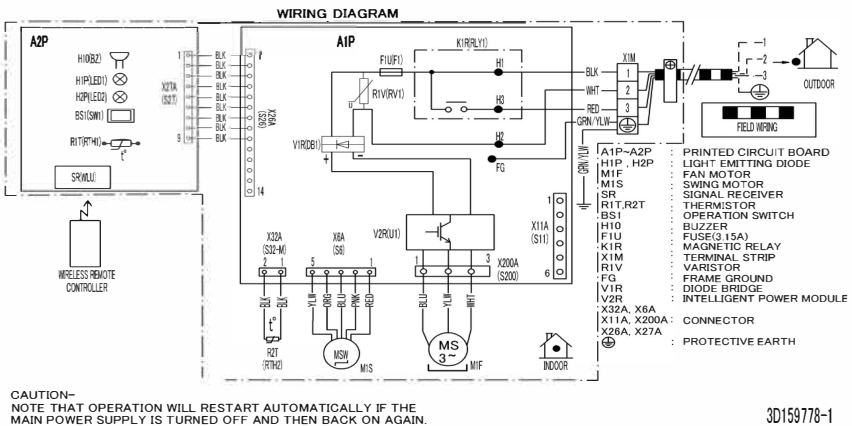 WIRING DIAGRAM
A2P
H10(BZ)
H1P(LED1)
H2P(LED2)
BS1(SW1)
R1T(RTH1)
t°
SR(WLU)
WIRELESS REMOTE
CONTROLLER
1
9
X27A
(S27)
BLK
BLK
BLK
BLK
BLK
BLK
BLK
BLK
BLK
1
14
X26A
(S26)
A1P
F1U(F1)
K1R(RLY1)
R1V(RV1)
V1R(DB1)
+
−
H1
H3
H2
FG
V2R(U1)
X11A
(S11)
1
6
X32A
(S32-M)
2 1
BLK
BLK
t°
R2T
(RTH2)
X6A
(S6)
5 1
YLW
ORG
BLU
PNK
RED
MSW
M1S
X200A
(S200)
1 3
BLU
YLW
WHT
MS
3~
M1F
INDOOR
X1M
BLK
WHT
RED
GRN/YLW
GRN/YLW
1
2
3
1
2
3
OUTDOOR
FIELD WIRING
A1P~A2P : PRINTED CIRCUIT BOARD
H1P , H2P : LIGHT EMITTING DIODE
M1F : FAN MOTOR
M1S : SWING MOTOR
SR : SIGNAL RECEIVER
R1T,R2T : THERMISTOR
BS1 : OPERATION SWITCH
H10 : BUZZER
F1U : FUSE(3.15A)
K1R : MAGNETIC RELAY
X1M : TERMINAL STRIP
R1V : VARISTOR
FG : FRAME GROUND
V1R : DIODE BRIDGE
V2R : INTELLIGENT POWER MODULE
X32A, X6A
X11A, X200A : CONNECTOR
X26A, X27A
: PROTECTIVE EARTH
CAUTION-
NOTE THAT OPERATION WILL RESTART AUTOMATICALLY IF THE
MAIN POWER SUPPLY IS TURNED OFF AND THEN BACK ON AGAIN.
3D159778-1